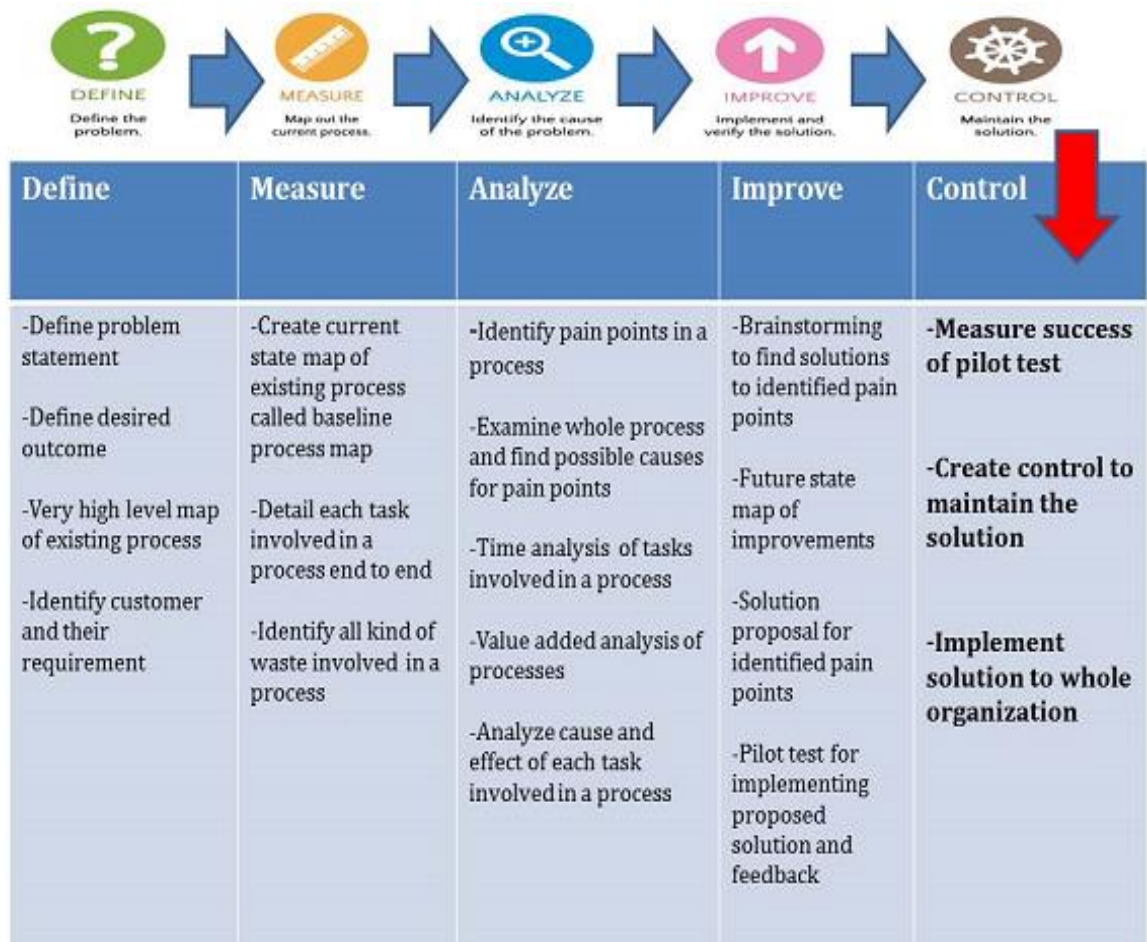 DEFINE
Define the
problem.
MEASURE
Map out the
current process.
ANALYZE
Identify the cause
of the problem.
IMPROVE
Implement and
verify the solution.
CONTROL
Maintain the
solution.
Define
Measure
Analyze
Improve
Control
-Define problem
statement
-Define desired
outcome
-Very high level map
of existing process
-Identify customer
and their
requirement
-Create current
state map of
existing process
called baseline
process map
-Detail each task
involved in a
process end to end
-Identify all kind of
waste involved in a
process
-Identify pain points in a
process
-Examine whole process
and find possible causes
for pain points
-Time analysis of tasks
involved in a process
-Value added analysis of
processes
-Analyze cause and
effect of each task
involved in a process
-Brainstorming
to find solutions
to identified pain
points
-Future state
map of
improvements
-Solution
proposal for
identified pain
points
-Pilot test for
implementing
proposed
solution and
feedback
-Measure success
of pilot test
-Create control to
maintain the
solution
-Implement
solution to whole
organization